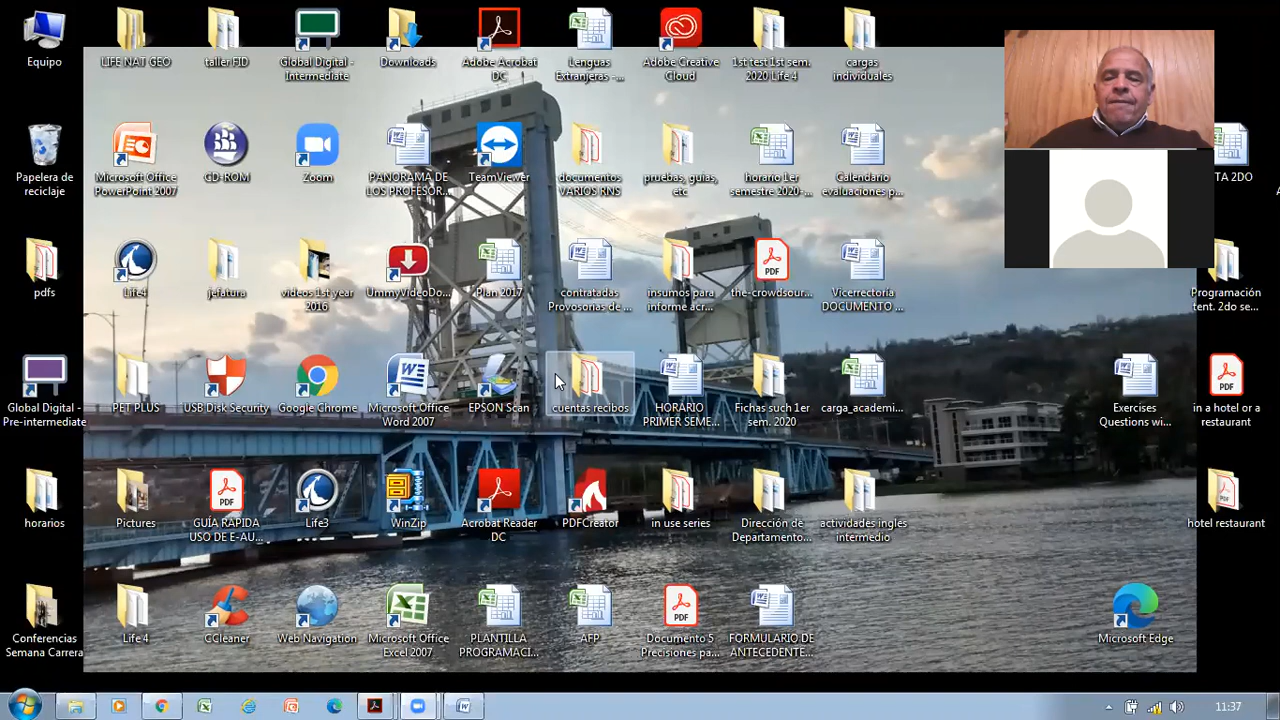 Equipo
LIFE NAT GEO
taller FID
Global Digital -
Intermediate
Downloads
Adobe Acrobat
DC
Lenguas
Extranjeras -...
Adobe Creative
Cloud
1st test 1st sem.
2020 Life 4
cargas
individuales
Papelera de
reciclaje
Microsoft Office
PowerPoint 2007
CD-ROM
Zoom
PANORAMA DE
LOS PROFESOR...
TeamViewer
documentos
VARIOS RNS
pruebas, guias,
etc
horario 1er
semestre 2020-...
Calendario
evaluaciones p...
TA 2DO
pdfs
Life4
jefatura
videos 1st year
2016
UmmyVideoDo...
Plan 2017
contratadas
Provosorias de ...
insumos para
informe acr...
PDF
the-crowdsour...
Vicerrectoria
DOCUMENTO ...
Programación
tent. 2do se...
Global Digital -
Pre-intermediate
PET PLUS
USB Disk Security
Google Chrome
Microsoft Office
Word 2007
EPSON Scan
cuentas recibos
HORARIO
PRIMER SEME...
Fichas such 1er
sem. 2020
carga_academi...
Exercises
Questions wi...
PDF
in a hotel or a
restaurant
horarios
Pictures
PDF
GUÍA RAPIDA
USO DE E-AU...
Life3
WinZip
Acrobat Reader
DC
PDFCreator
in use series
Dirección de
Departamento...
actividades ingles
intermedio
hotel restaurant
Conferencias
Semana Carrera
Life 4
CCleaner
Web Navigation
Microsoft Office
Excel 2007
PLANTILLA
PROGRAMACI...
AFP
PDF
Documento 5
Precisiones pa...
FORMULARIO DE
ANTECEDENTE...
Microsoft Edge
11:37